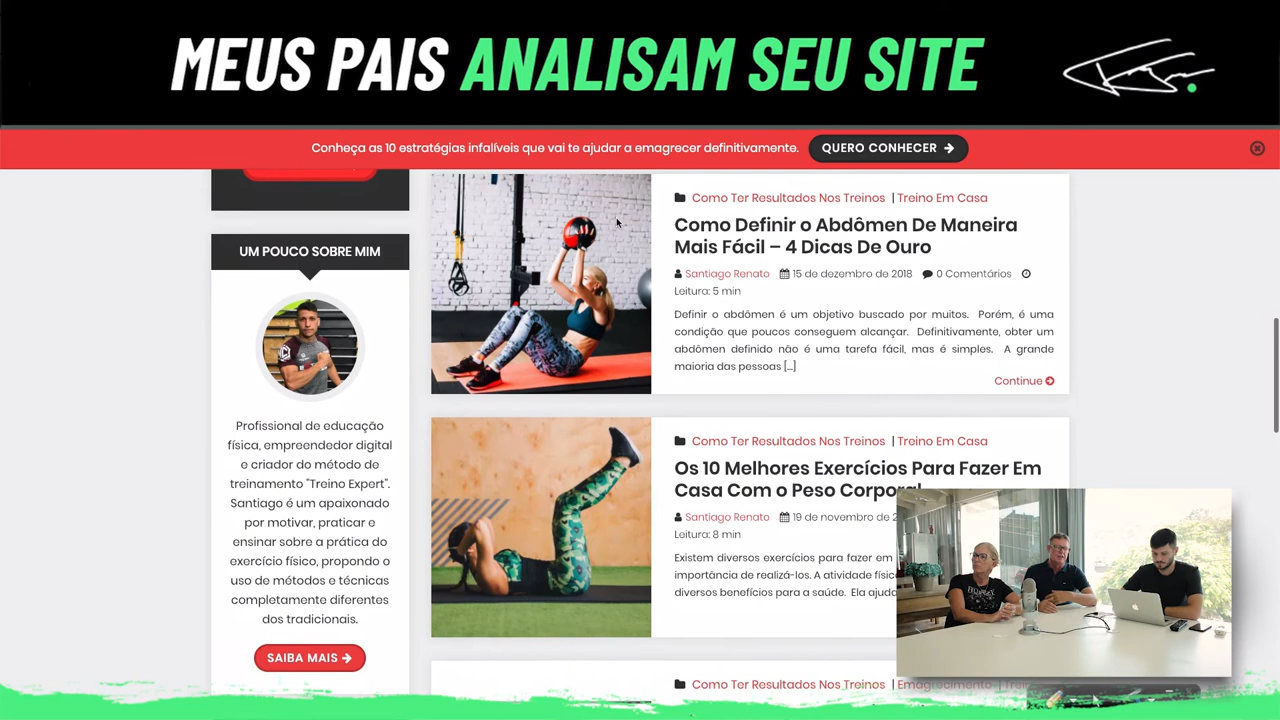 MEUS PAIS ANALISAM SEU SITE
Conheça as 10 estratégias infalíveis que vai te ajudar a emagrecer definitivamente.
QUERO CONHECER
UM POUCO SOBRE MIM
Profissional de educação
física, empreendedor digital
e criador do método de
treinamento "Treino Expert".
Santiago é um apaixonado
por motivar, praticar e
ensinar sobre a prática do
exercício físico, propondo o
uso de métodos e técnicas
completamente diferentes
dos tradicionais.
SAIBA MAIS
Como Ter Resultados Nos Treinos | Treino Em Casa
Como Definir o Abdômen De Maneira
Mais Fácil – 4 Dicas De Ouro
Santiago Renato 15 de dezembro de 2018 0 Comentários
Leitura: 5 min
Definir o abdômen é um objetivo buscado por muitos. Porém, é uma
condição que poucos conseguem alcançar. Definitivamente, obter um
abdômen definido não é uma tarefa fácil, mas é simples. A grande
maioria das pessoas [...]
Continue
Como Ter Resultados Nos Treinos | Treino Em Casa
Os 10 Melhores Exercícios Para Fazer Em
Casa Com o Peso Corporal
Santiago Renato 19 de novembro de 2
Leitura: 8 min
Existem diversos exercícios para fazer em
importância de realizá-los. A atividade físic
diversos benefícios para a saúde. Ela ajuda
Como Ter Resultados Nos Treinos | Emagrecimento